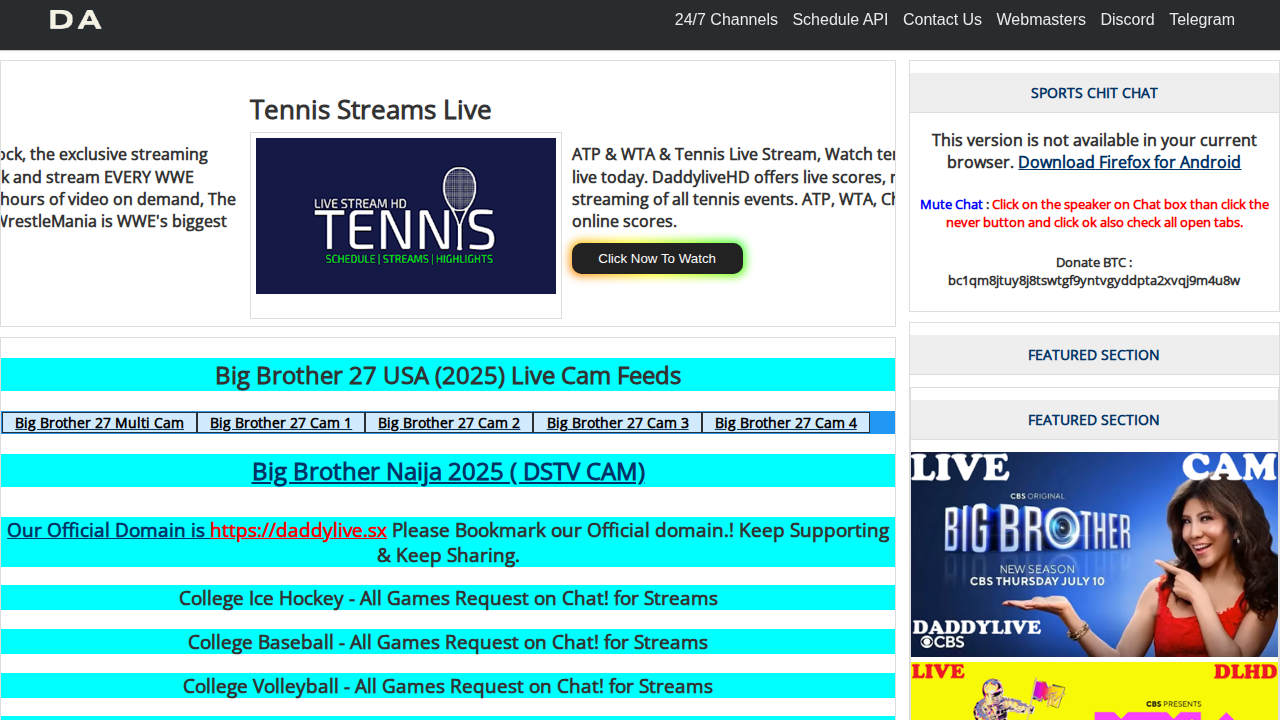 DA
24/7 Channels Schedule API Contact Us Webmasters Discord Telegram
ock, the exclusive streaming
k and stream EVERY WWE
hours of video on demand, The
WrestleMania is WWE's biggest
Tennis Streams Live
LIVE STREAM HD
TENNIS
SCHEDULE | STREAMS | HIGHLIGHTS
ATP & WTA & Tennis Live Stream, Watch ten
live today. DaddyliveHD offers live scores, r
streaming of all tennis events. ATP, WTA, Ch
online scores.
Click Now To Watch
Big Brother 27 USA (2025) Live Cam Feeds
Big Brother 27 Multi Cam Big Brother 27 Cam 1 Big Brother 27 Cam 2 Big Brother 27 Cam 3 Big Brother 27 Cam 4
Big Brother Naija 2025 ( DSTV CAM)
Our Official Domain is https://daddylive.sx Please Bookmark our Official domain.! Keep Supporting
& Keep Sharing.
College Ice Hockey - All Games Request on Chat! for Streams
College Baseball - All Games Request on Chat! for Streams
College Volleyball - All Games Request on Chat! for Streams
SPORTS CHIT CHAT
This version is not available in your current
browser. Download Firefox for Android
Mute Chat : Click on the speaker on Chat box than click the
never button and click ok also check all open tabs.
Donate BTC :
bc1qm8jtuy8j8tswtgf9yntvgyddpta2xvqj9m4u8w
FEATURED SECTION
FEATURED SECTION
LIVE CAM
CBS ORIGINAL
BIG BROTHER
NEW SEASON
CBS THURSDAY JULY 10
DADDYLIVE
CBS
LIVE DLHD
CBS PRESENTS